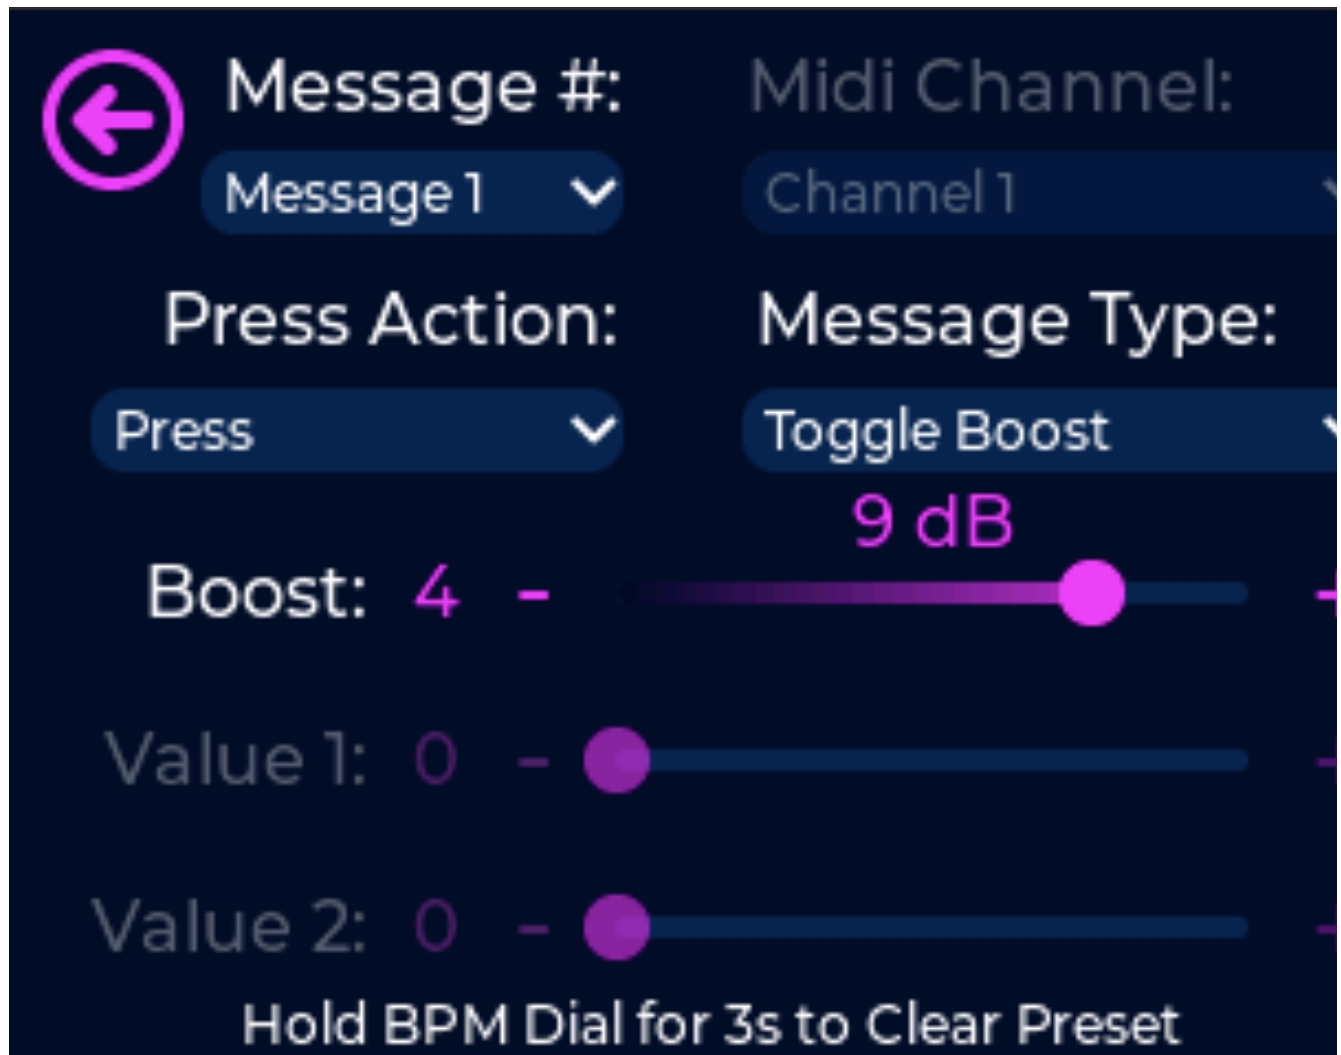 Message #:
Midi Channel:
Message 1
Channel 1
Press Action:
Message Type:
Press
Toggle Boost
9 dB
Boost: 4 - +
Value 1: 0 - +
Value 2: 0 - +
Hold BPM Dial for 3s to Clear Preset